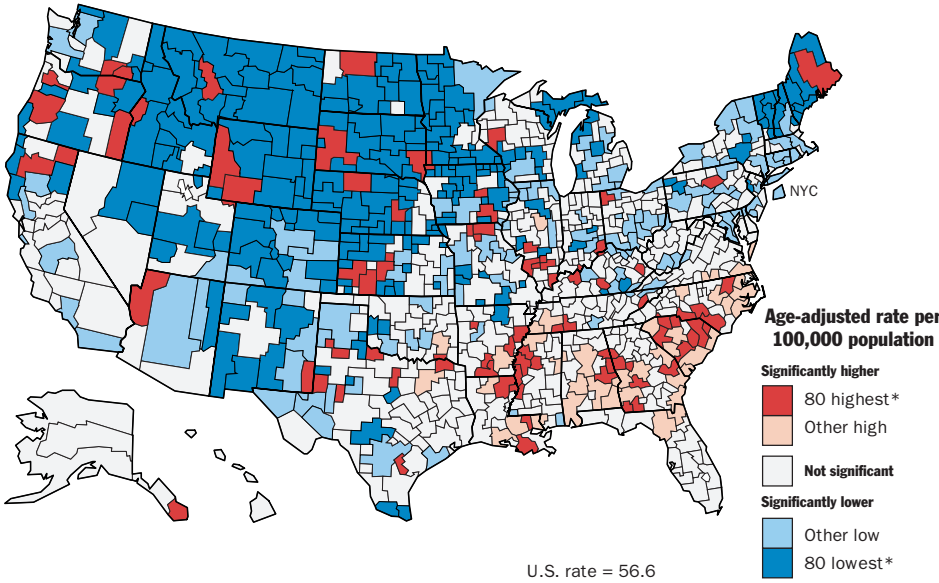 NYC
Age-adjusted rate per
100,000 population
Significantly higher
80 highest*
Other high
Not significant
Significantly lower
Other low
80 lowest*
U.S. rate = 56.6